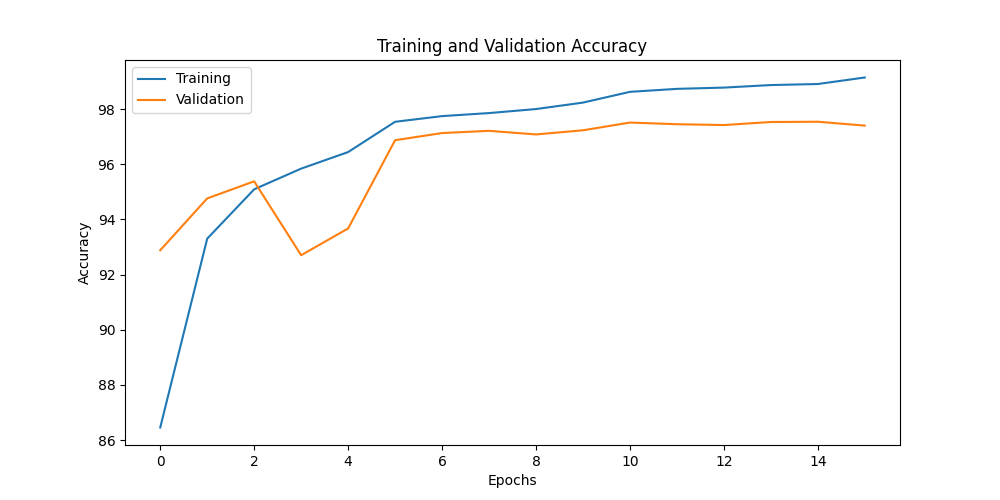 Training and Validation Accuracy
Training
Validation
Accuracy
98
96
94
92
90
88
86
0 2 4 6 8 10 12 14
Epochs